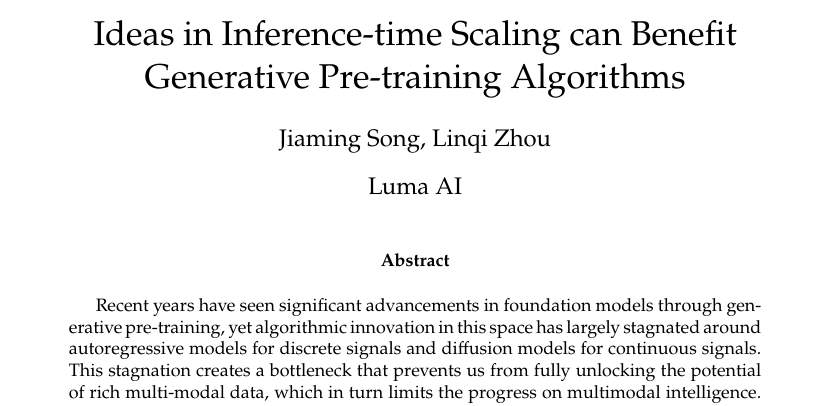 Ideas in Inference-time Scaling can Benefit
Generative Pre-training Algorithms
Jiaming Song, Linqi Zhou
Luma AI
Abstract
Recent years have seen significant advancements in foundation models through gen-
erative pre-training, yet algorithmic innovation in this space has largely stagnated around
autoregressive models for discrete signals and diffusion models for continuous signals.
This stagnation creates a bottleneck that prevents us from fully unlocking the potential
of rich multi-modal data, which in turn limits the progress on multimodal intelligence.